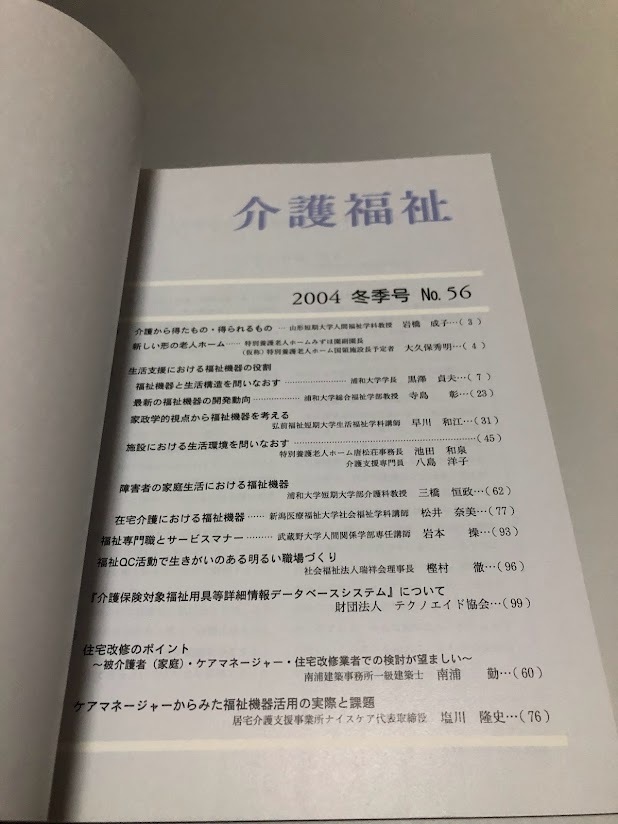 介護福祉
2004 冬季号 No.56
介護から得たもの・得られるもの … 山形短期大学人間福祉学科教授 岩橋 成子…( 3 )
新しい形の老人ホーム…… 特別養護老人ホームみずほ園副園長
(仮称)特別養護老人ホーム国領施設長予定者 大久保秀明…( 4 )
生活支援における福祉機器の役割
福祉機器と生活構造を問いなおす ……………… 浦和大学学長 黒澤 貞夫…( 7 )
最新の福祉機器の開発動向 ……………… 浦和大学総合福祉学部教授 寺島 彰…(23)
家政学的視点から福祉機器を考える
弘前福祉短期大学生活福祉学科講師 早川 和江…(31)
施設における生活環境を問いなおす ……………………………………………(45)
特別養護老人ホーム唐松荘事務長 池田 和泉
介護支援専門員 八島 洋子
障害者の家庭生活における福祉機器
浦和大学短期大学部介護科教授 三橋 恒政…(62)
在宅介護における福祉機器…… 新潟医療福祉大学社会福祉学科講師 松井 奈美…(77)
福祉専門職とサービスマナー……… 武蔵野大学人間関係学部専任講師 岩本 操…(93)
福祉QC活動で生きがいのある明るい職場づくり
社会福祉法人瑞祥会理事長 樫村 徹…(96)
『介護保険対象福祉用具等詳細情報データベースシステム』について
財団法人 テクノエイド協会…(99)
住宅改修のポイント
～被介護者(家庭)・ケアマネージャー・住宅改修業者での検討が望ましい～
南浦建築事務所一級建築士 南浦 勤…(60)
ケアマネージャーからみた福祉機器活用の実際と課題
居宅介護支援事業所ナイスケア代表取締役 塩川 隆史…(76)